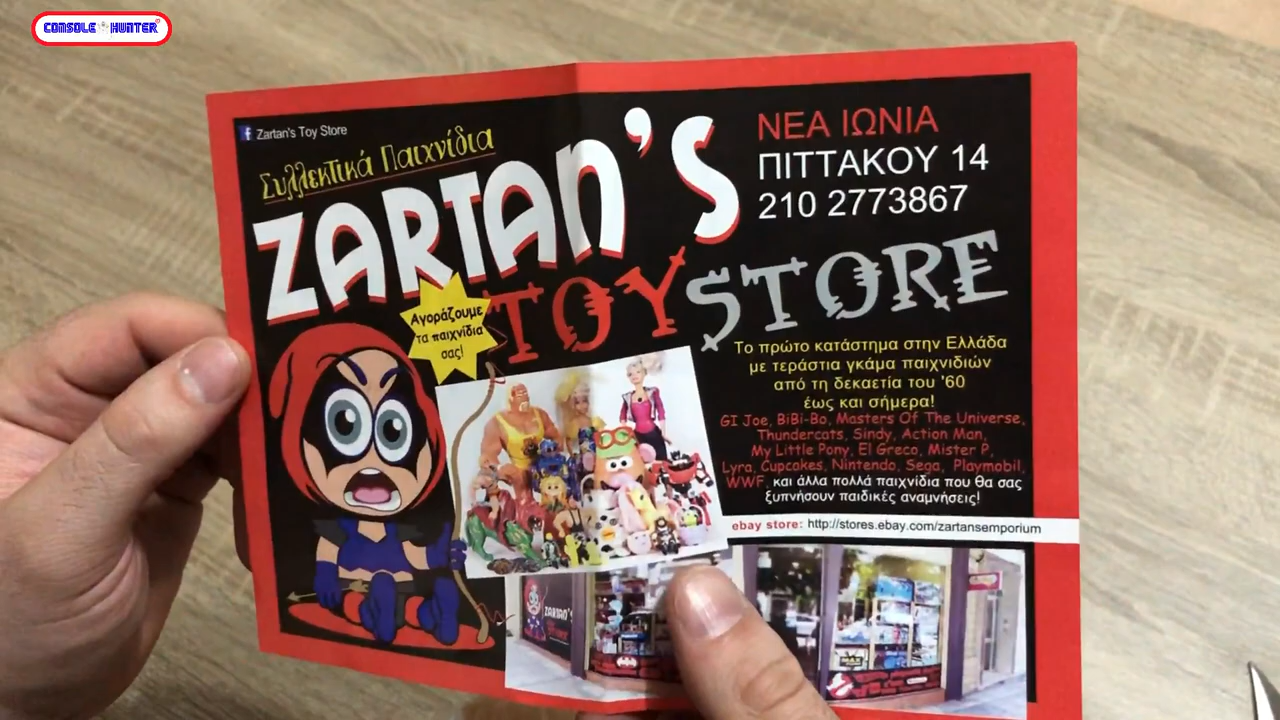 CONSOLE HUNTER
Zartan's Toy Store
Συλλεκτικά Παιχνίδια
ZARTAN'S
TOY STORE
ΝΕΑ ΙΩΝΙΑ
ΠΙΤΤΑΚΟΥ 14
210 2773867
Αγοράζουμε
τα παιχνίδια
σας!
Το πρώτο κατάστημα στην Ελλάδα
με τεράστια γκάμα παιχνιδιών
από τη δεκαετία του '60
έως και σήμερα!
GI Joe, BiBi-Bo, Masters Of The Universe,
Thundercats, Sindy, Action Man,
My Little Pony, El Greco, Mister P,
Lyra, Cupcakes, Nintendo, Sega, Playmobil,
WWF, και άλλα πολλά παιχνίδια που θα σας
ξυπνήσουν παιδικές αναμνήσεις!
ebay store: http://stores.ebay.com/zartansemporium
ZARTAN'S